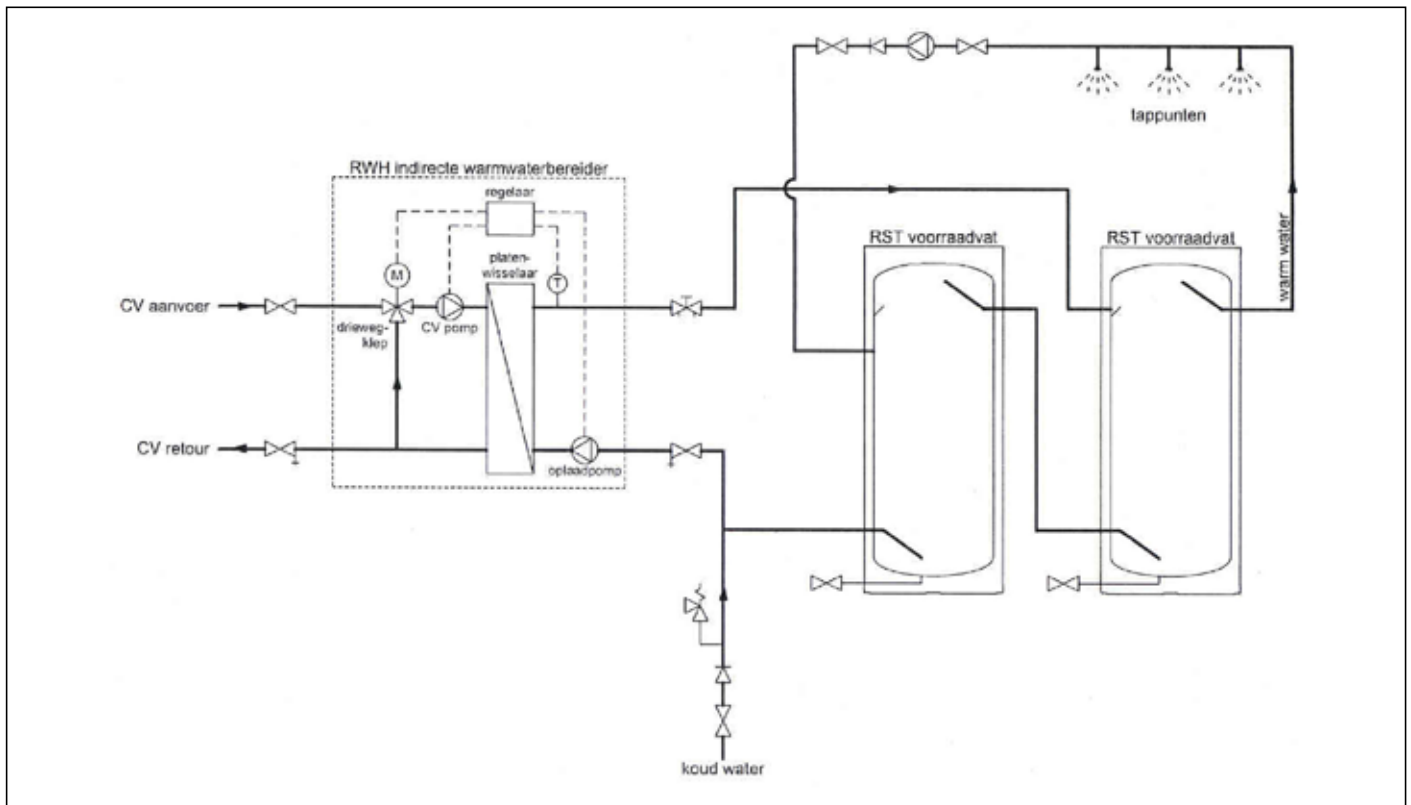 tappunten
RWH indirecte warmwaterbereider
regelaar
M
platen-
wisselaar
T
CV aanvoer
drieweg-
klep
CV pomp
CV retour
oplaadpomp
RST voorraadvat
RST voorraadvat
warm water
koud water